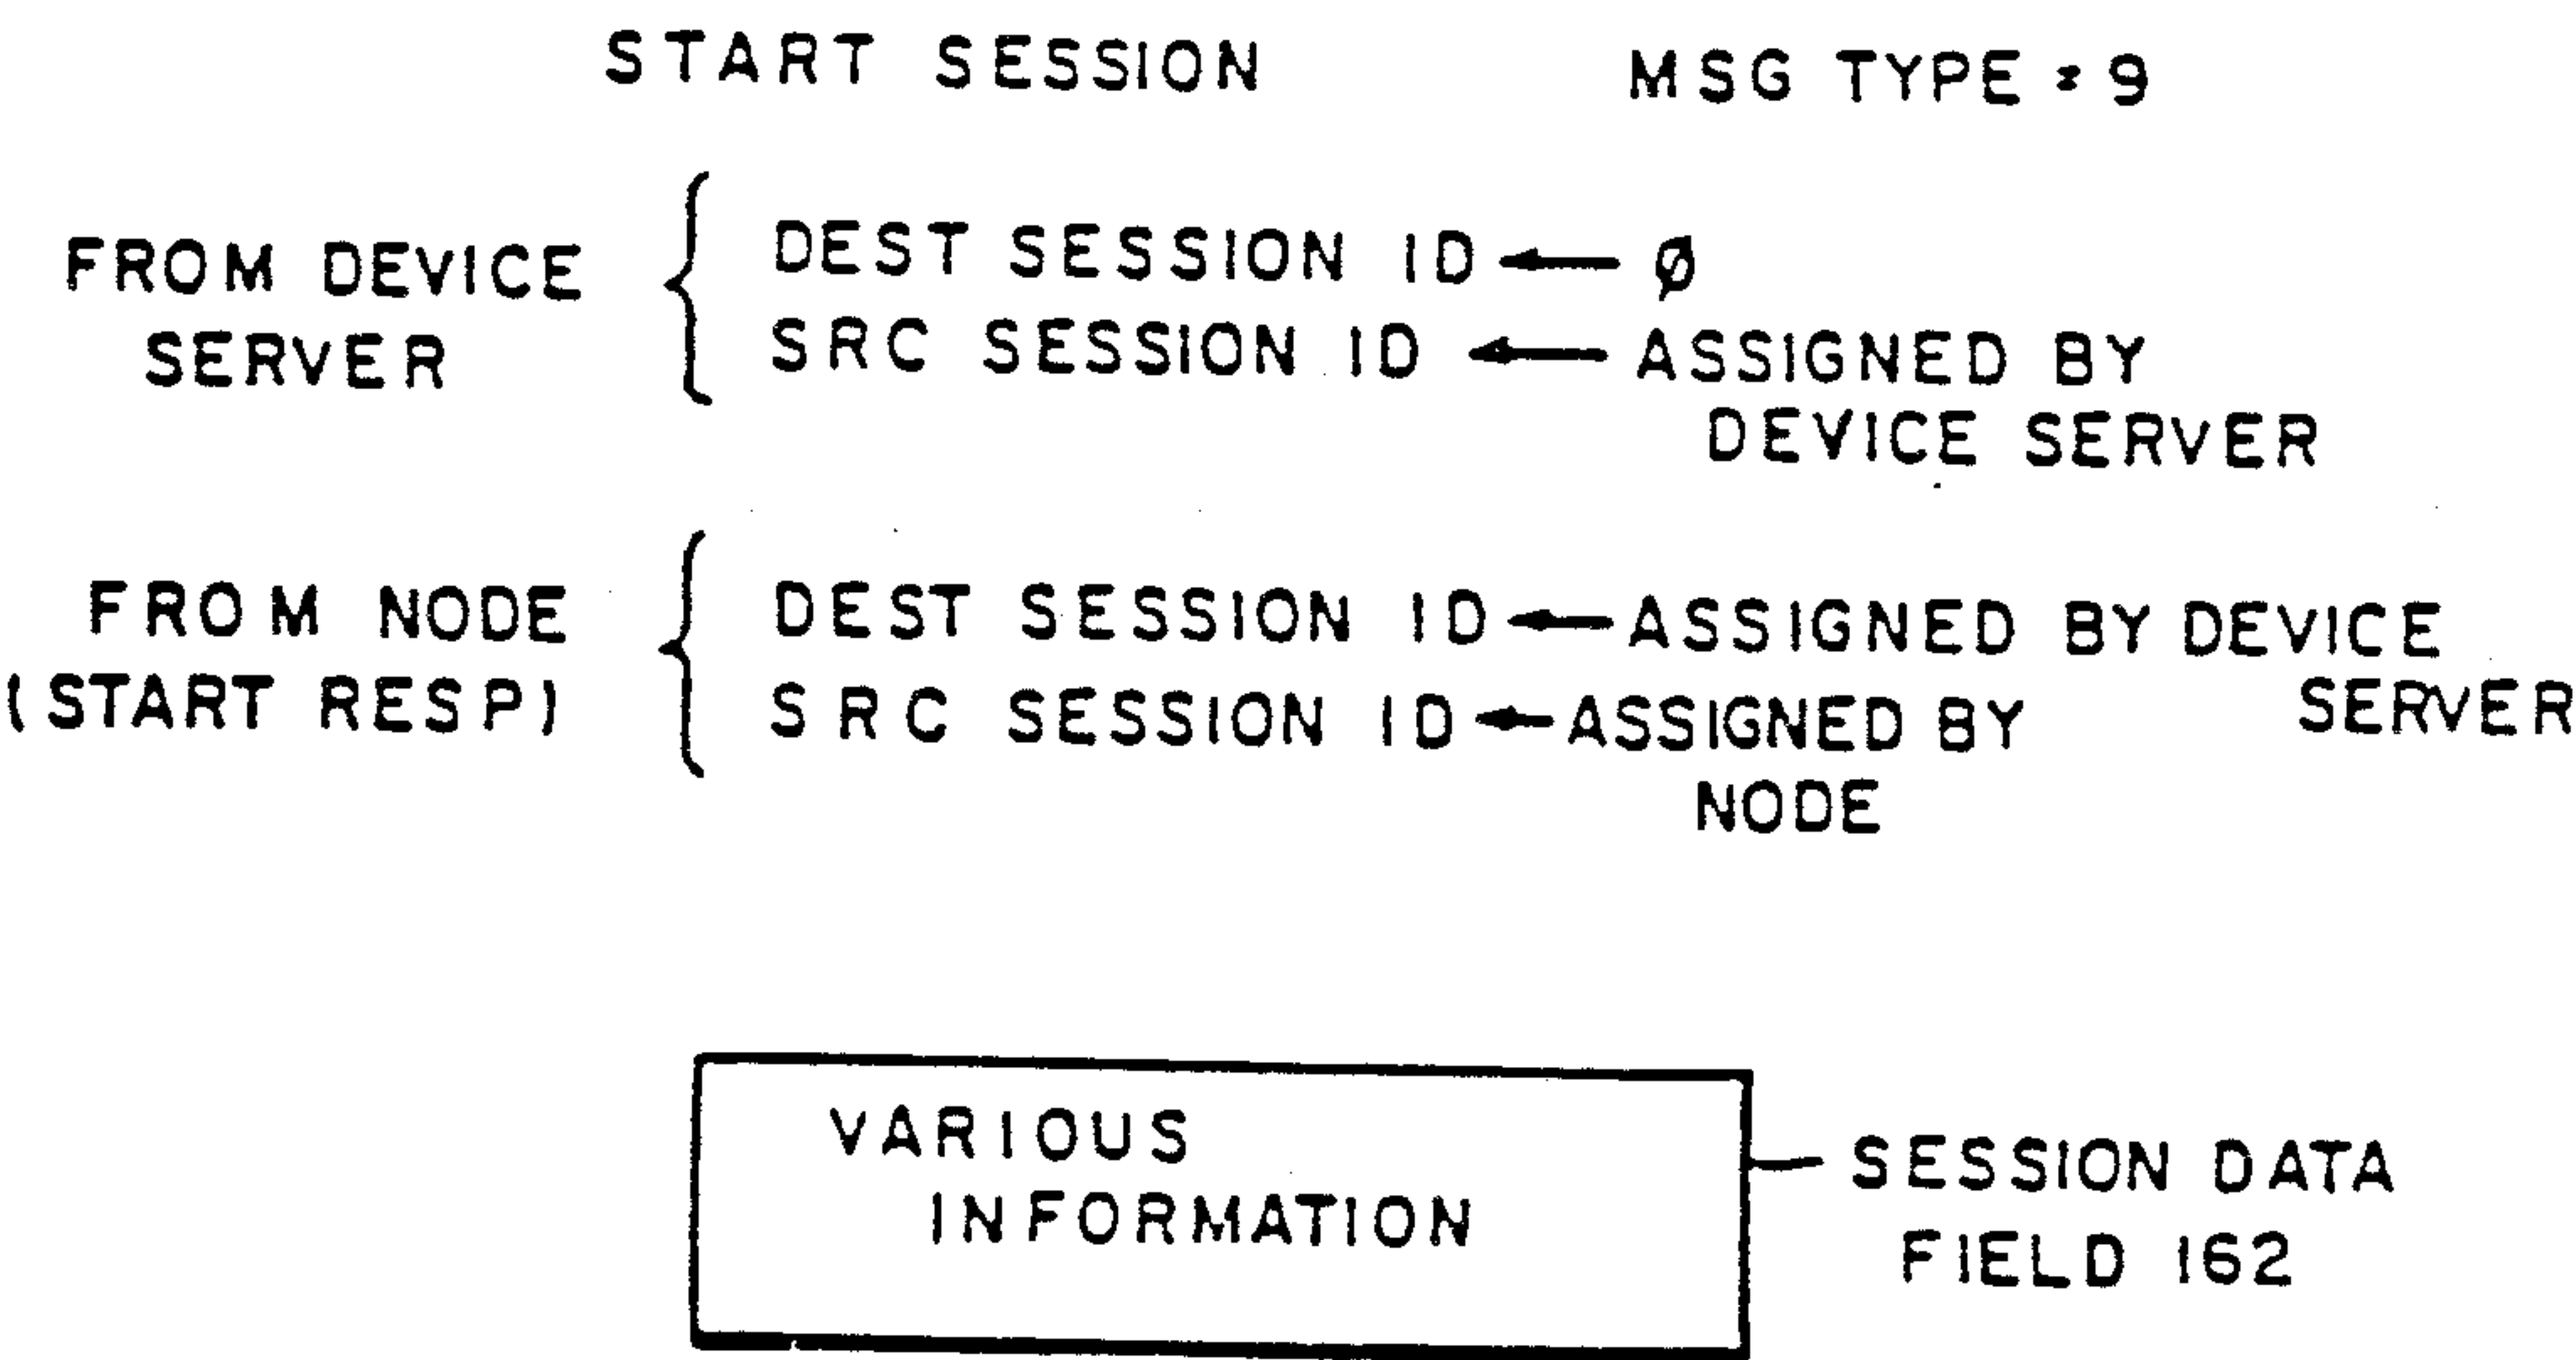 START SESSION MSG TYPE = 9
FROM DEVICE
SERVER
DEST SESSION ID ← Ø
SRC SESSION ID ← ASSIGNED BY
DEVICE SERVER
FROM NODE
(START RESP)
DEST SESSION ID ← ASSIGNED BY DEVICE
SERVER
SRC SESSION ID ← ASSIGNED BY
NODE
VARIOUS
INFORMATION
SESSION DATA
FIELD 162